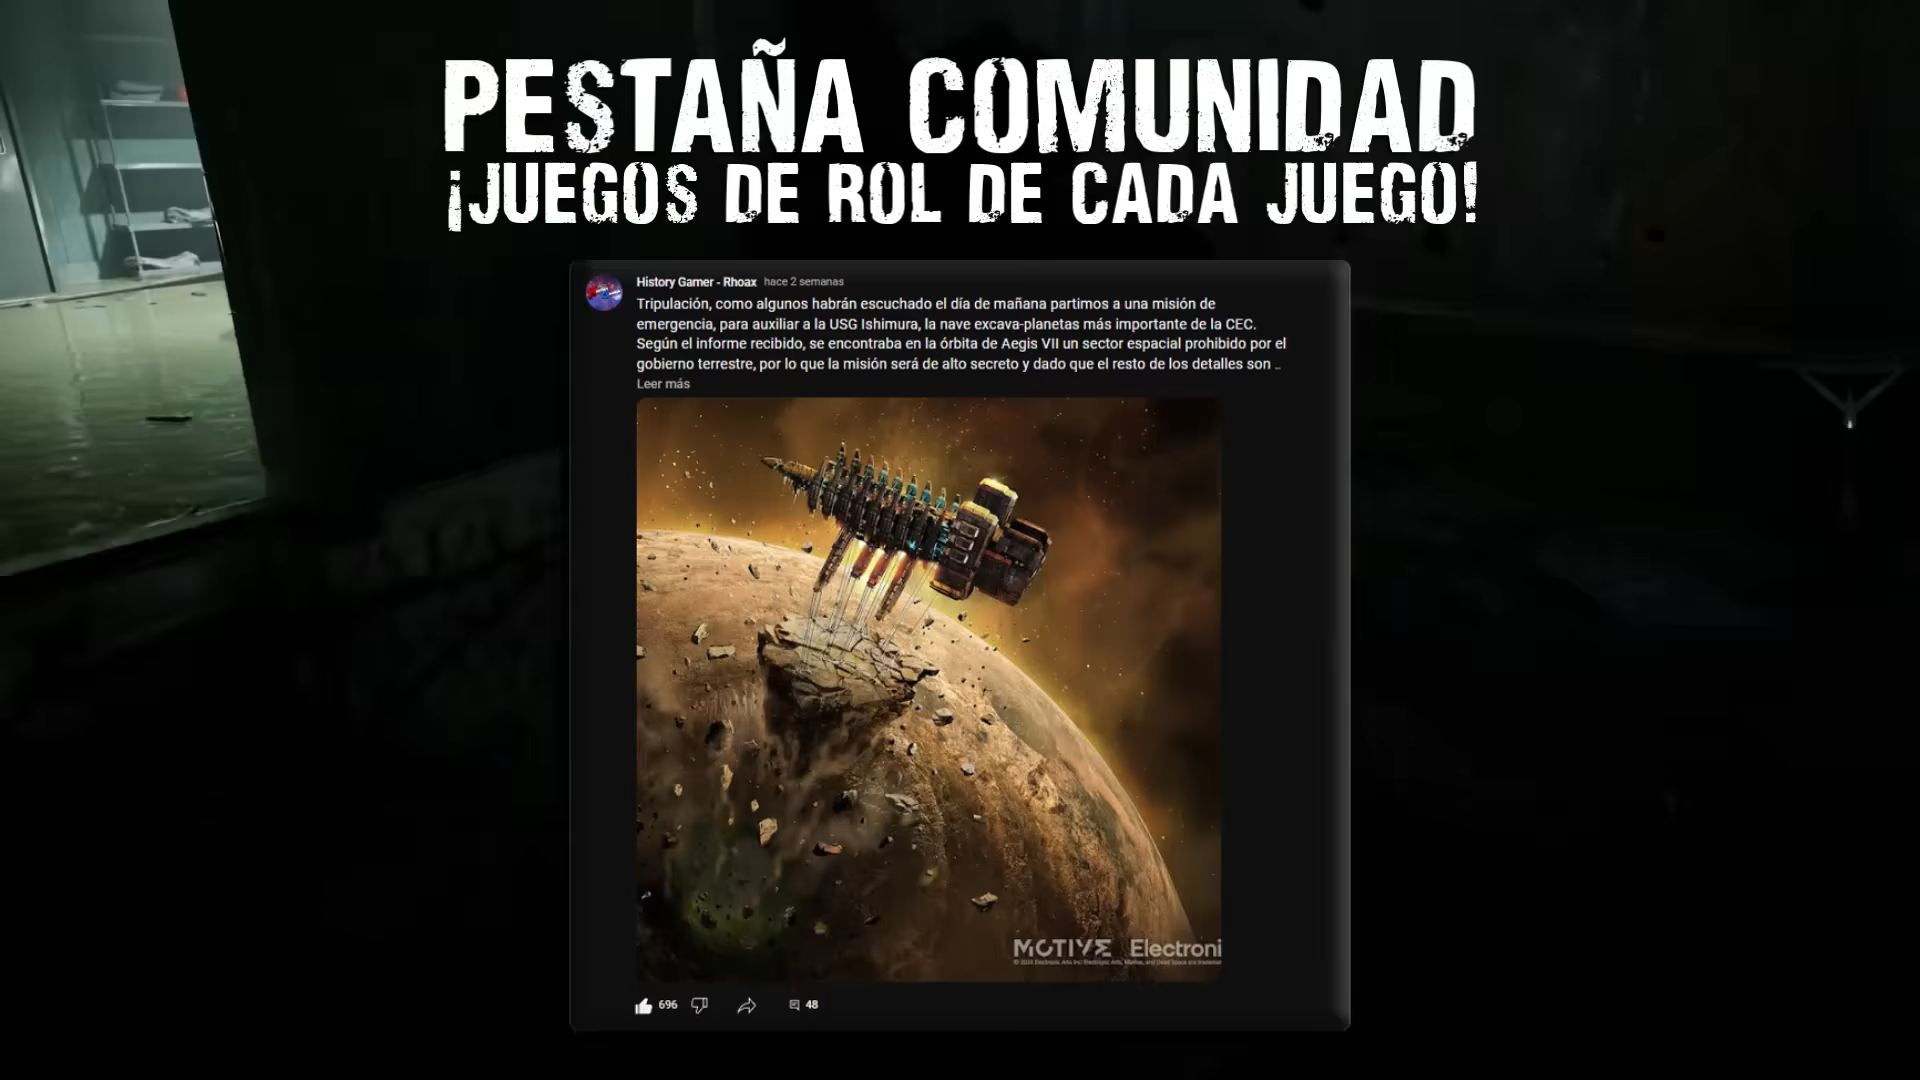 PESTAÑA COMUNIDAD
¡JUEGOS DE ROL DE CADA JUEGO!
History Gamer - Rhoax hace 2 semanas
Tripulación, como algunos habrán escuchado el día de mañana partimos a una misión de
emergencia, para auxiliar a la USG Ishimura, la nave excava-planetas más importante de la CEC.
Según el informe recibido, se encontraba en la órbita de Aegis VII un sector espacial prohibido por el
gobierno terrestre, por lo que la misión será de alto secreto y dado que el resto de los detalles son ...
Leer más
MOTIVE Electroni
696 48